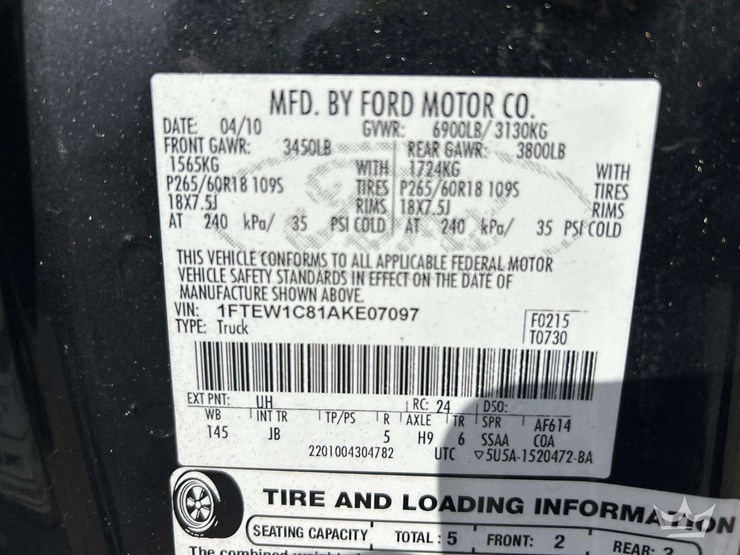 MFD. BY FORD MOTOR CO.
DATE: 04/10 GVWR: 6900LB/ 3130KG
FRONT GAWR: 3450LB REAR GAWR: 3800LB
1565KG WITH 1724KG WITH
P265/60R18 109S TIRES P265/60R18 109S TIRES
18X7.5J RIMS 18X7.5J RIMS
AT 240 kPa/ 35 PSI COLD AT 240 kPa/ 35 PSI COLD
THIS VEHICLE CONFORMS TO ALL APPLICABLE FEDERAL MOTOR
VEHICLE SAFETY STANDARDS IN EFFECT ON THE DATE OF
MANUFACTURE SHOWN ABOVE.
VIN: 1FTEW1C81AKE07097 F0215
TYPE: Truck T0730
EXT PNT: UH RC: 24 DSO:
WB INT TR TP/PS R AXLE TR SPR AF614
145 JB 5 H9 6 SSAA COA
2201004304782 UTC ▽5U5A-1520472-BA
TIRE AND LOADING INFORMATION
SEATING CAPACITY TOTAL: 5 FRONT: 2 REAR: 3
The combined